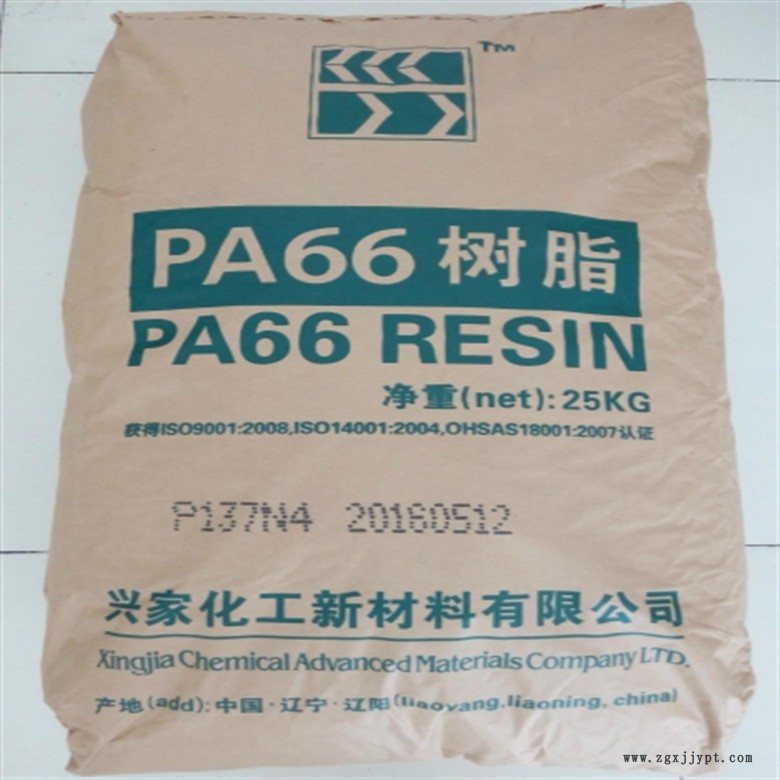 TM
PA66 树脂
PA66 RESIN
净重(net):25KG
获得ISO9001:2008,ISO14001:2004,OHSAS18001:2007认证
P137N4 20160512
兴家化工新材料有限公司
Xingjia Chemical Advanced Materials Company LTD.
产地(add):中国·辽宁·辽阳(liaoyang,liaoning, china)
www.zgxjjypt.com